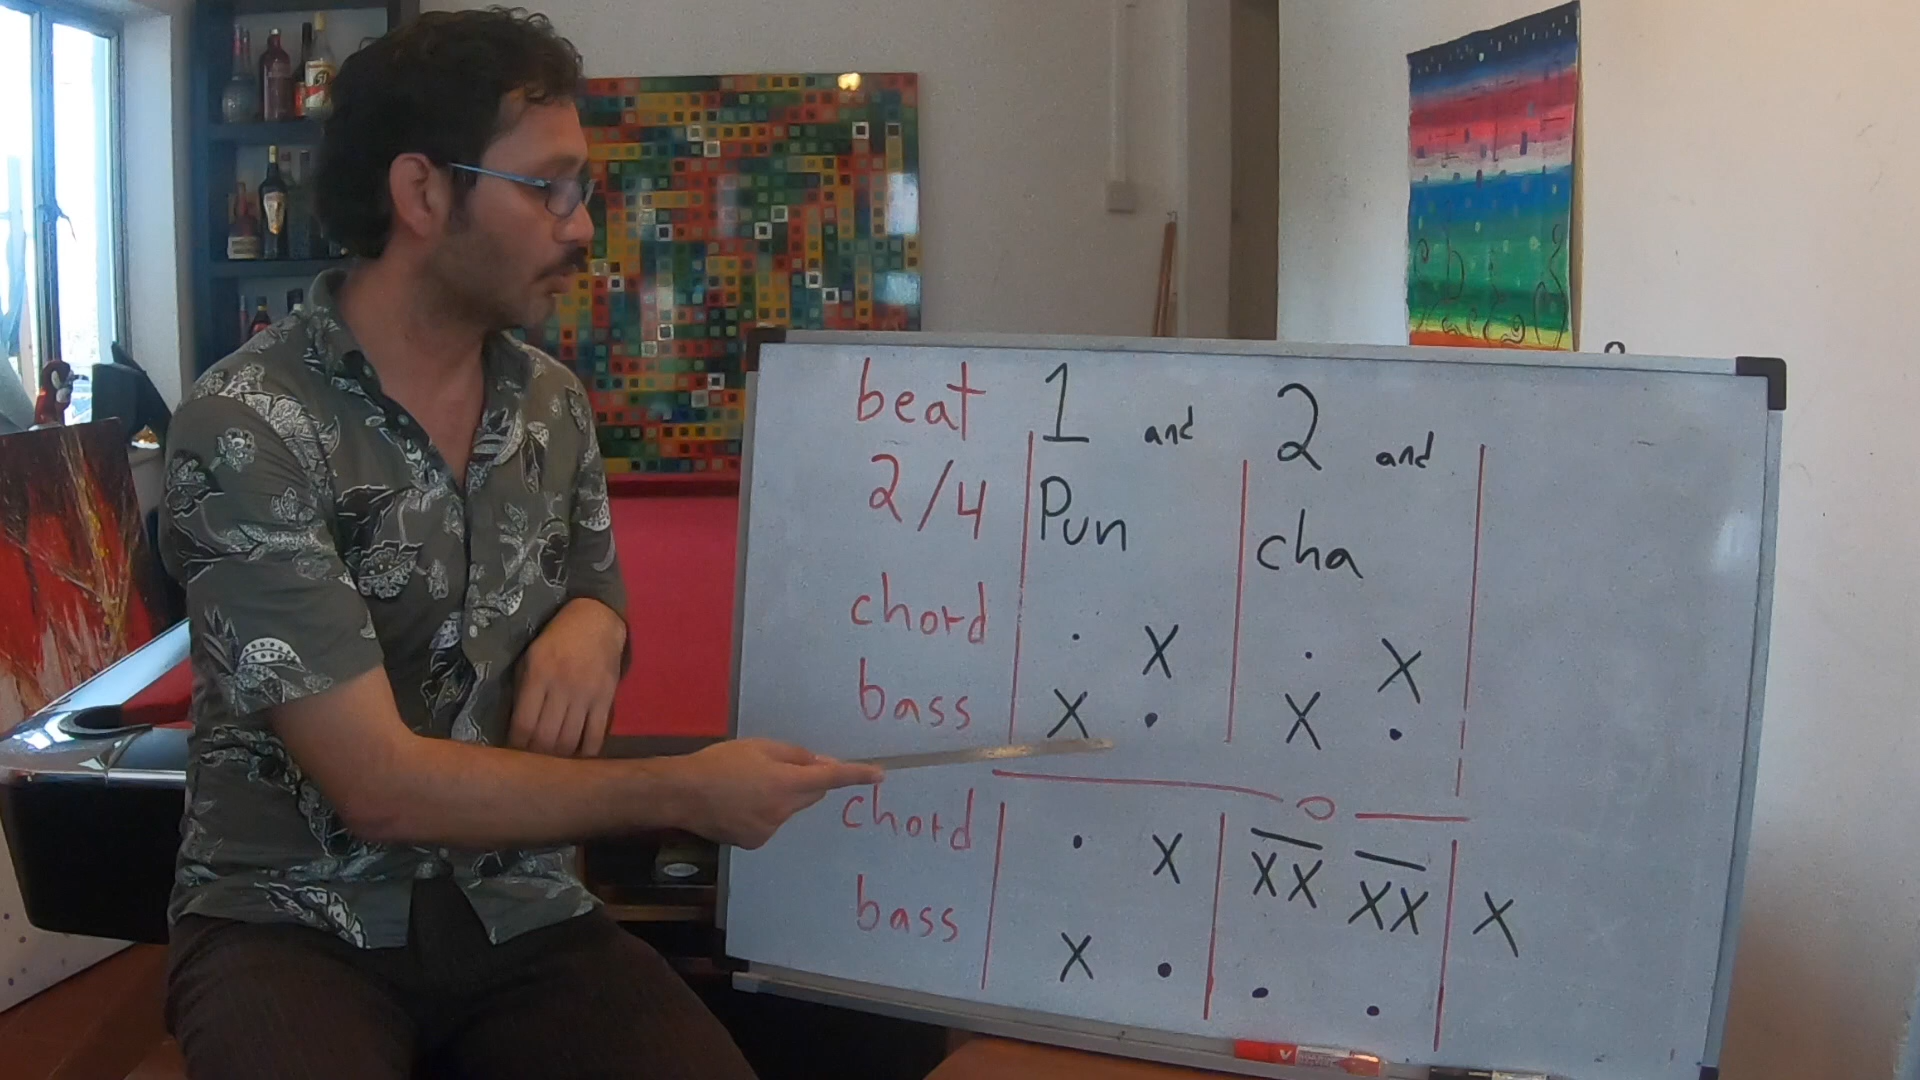 beat 1 and 2 and
2/4 Pun cha
chord . X . X
bass X . X .
chord . X XX XX X
bass X . . .